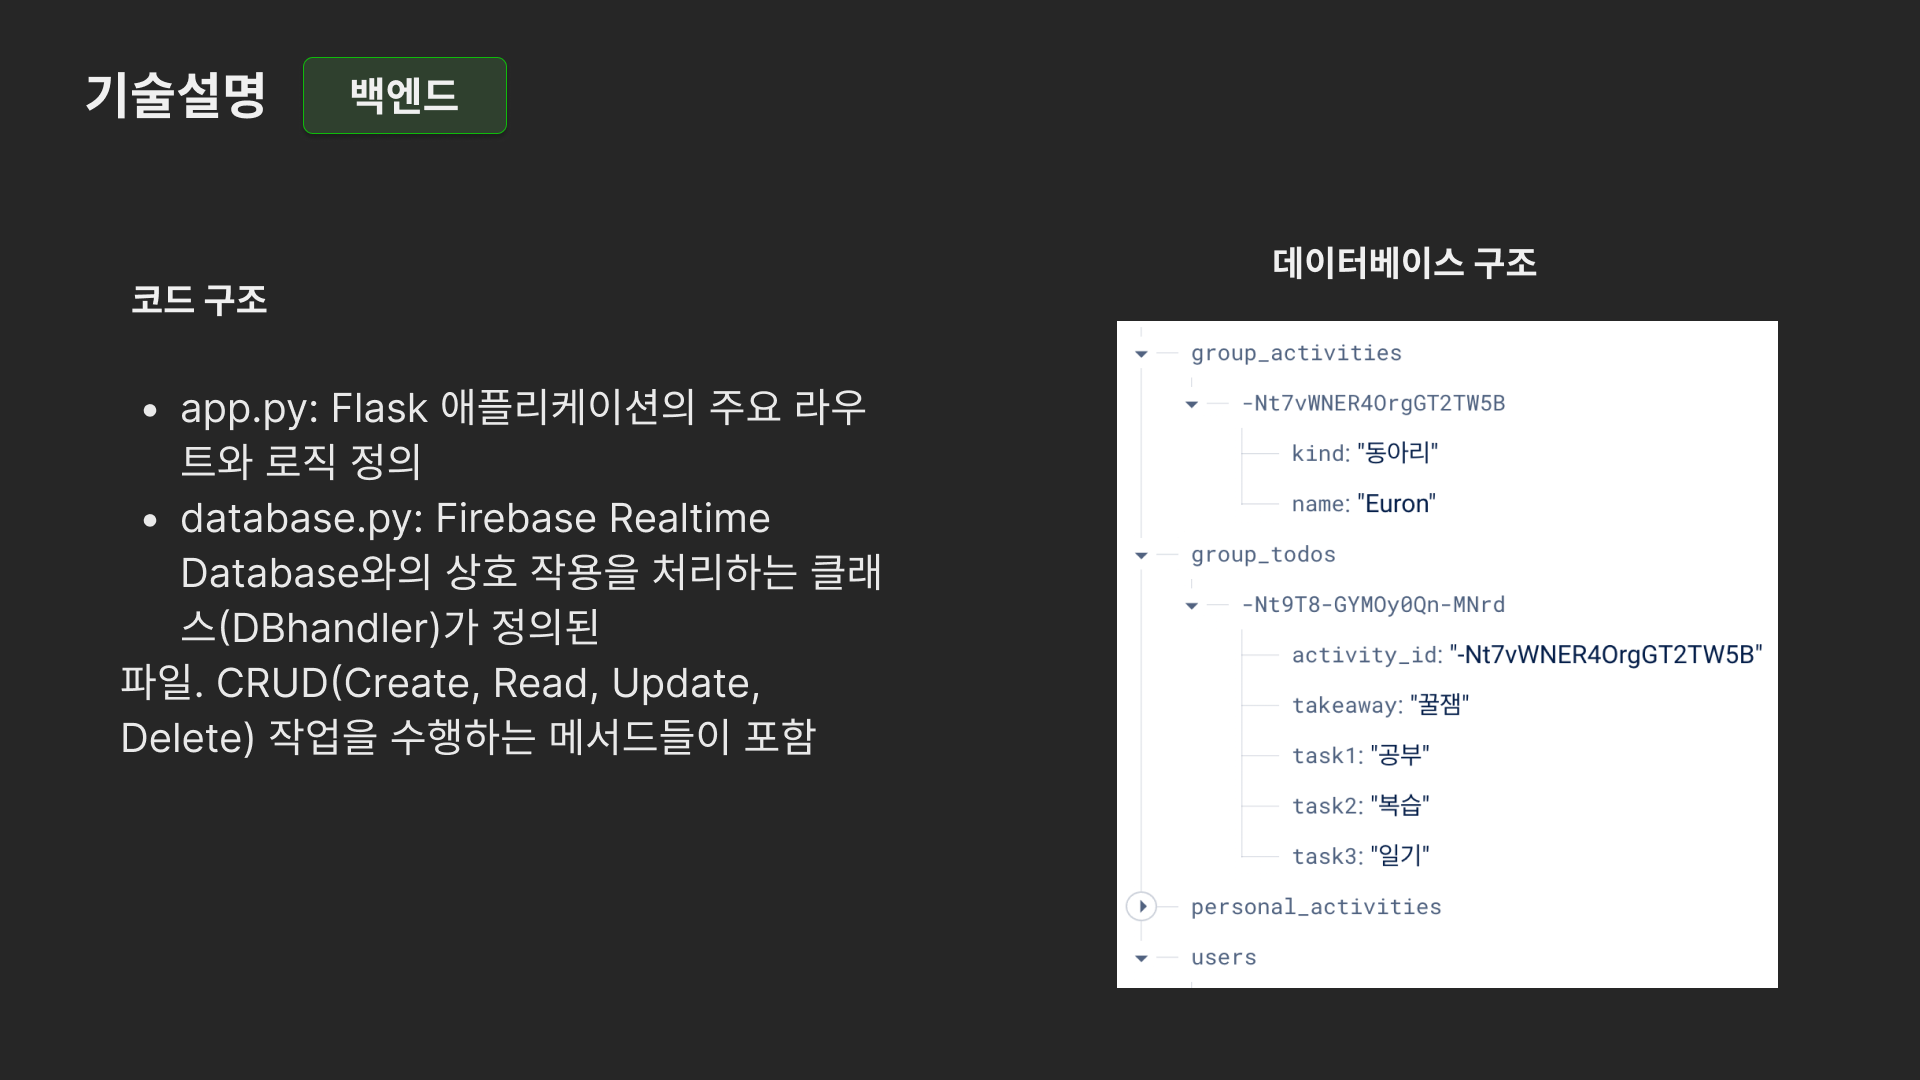 기술설명
백엔드
코드 구조
• app.py: Flask 애플리케이션의 주요 라우
트와 로직 정의
• database.py: Firebase Realtime
Database와의 상호 작용을 처리하는 클래
스(DBhandler)가 정의된
파일. CRUD(Create, Read, Update,
Delete) 작업을 수행하는 메서드들이 포함
데이터베이스 구조
group_activities
-Nt7vWNER4OrgGT2TW5B
kind: "동아리"
name: "Euron"
group_todos
-Nt9T8-GYMOy0Qn-MNrd
activity_id: "-Nt7vWNER4OrgGT2TW5B"
takeaway: "꿀잼"
task1: "공부"
task2: "복습"
task3: "일기"
personal_activities
users